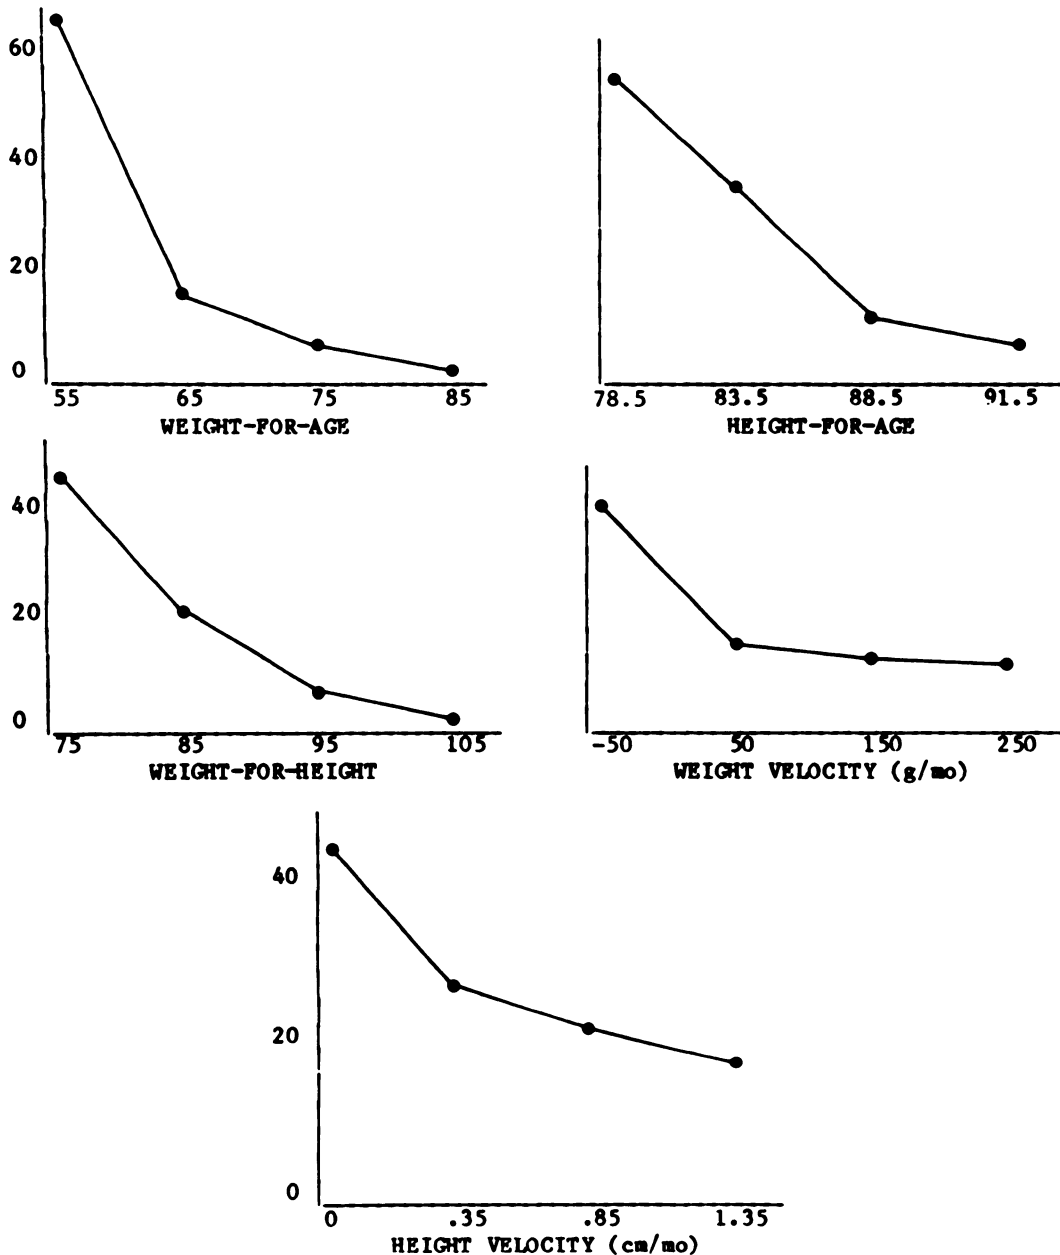 60
40
20
0
55 65 75 85
WEIGHT-FOR-AGE
78.5 83.5 88.5 91.5
HEIGHT-FOR-AGE
40
20
0
75 85 95 105
WEIGHT-FOR-HEIGHT
-50 50 150 250
WEIGHT VELOCITY (g/mo)
40
20
0
0 .35 .85 1.35
HEIGHT VELOCITY (cm/mo)